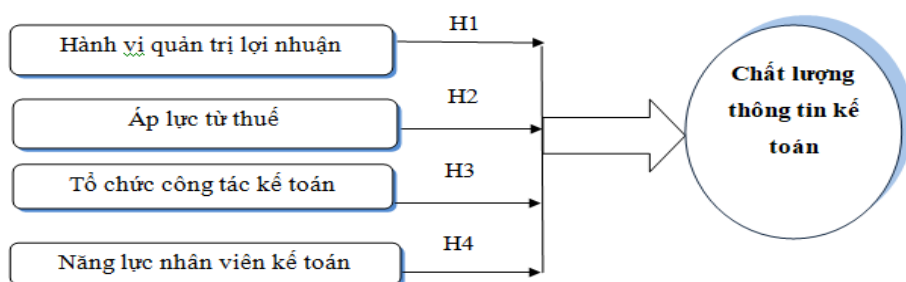 H1
Hành vi quản trị lợi nhuận
Chất lượng
thông tin kế
toán
H2
Áp lực từ thuế
H3
Tổ chức công tác kế toán
H4
Năng lực nhân viên kế toán